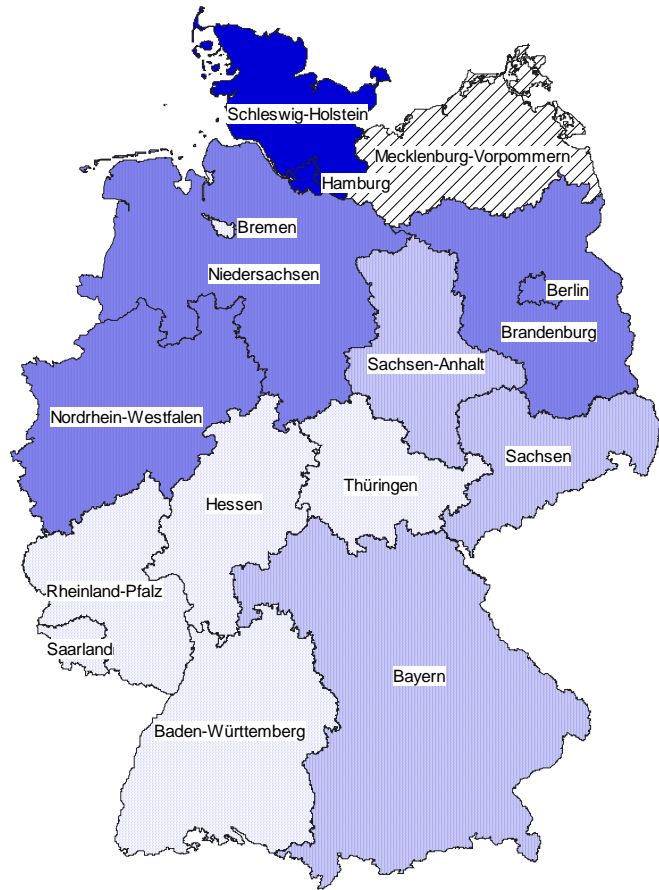 Schleswig-Holstein
Mecklenburg-Vorpommern
Hamburg
Bremen
Niedersachsen
Berlin
Brandenburg
Sachsen-Anhalt
Nordrhein-Westfalen
Sachsen
Thüringen
Hessen
Rheinland-Pfalz
Saarland
Bayern
Baden-Württemberg